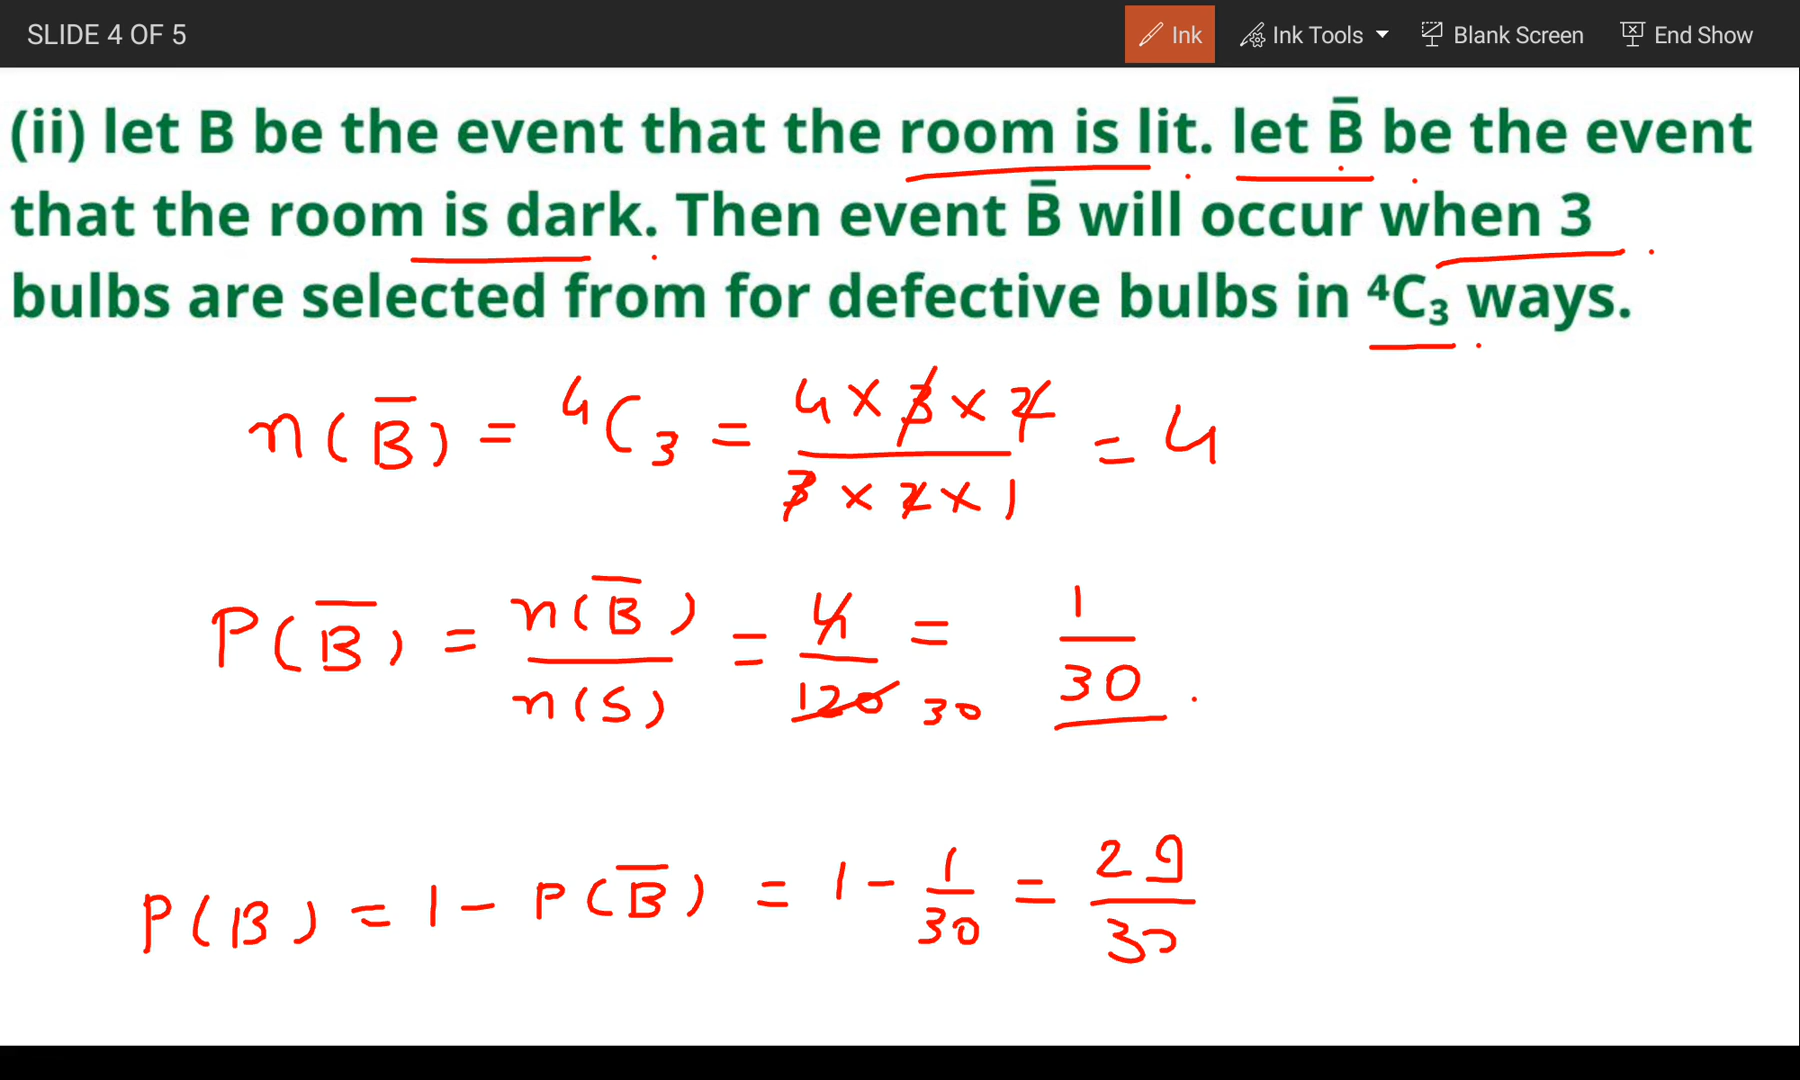 SLIDE 4 OF 5 Ink Ink Tools Blank Screen End Show
(ii) let B be the event that the room is lit. let B̄ be the event
that the room is dark. Then event B̄ will occur when 3
bulbs are selected from for defective bulbs in ⁴C₃ ways.
n(B̄) = ⁴C₃ = (4 × 3 × 2)/(3 × 2 × 1) = 4
P(B̄) = n(B̄)/n(S) = 4/120 30 = 1/30.
P(B) = 1 − P(B̄) = 1 − 1/30 = 29/30